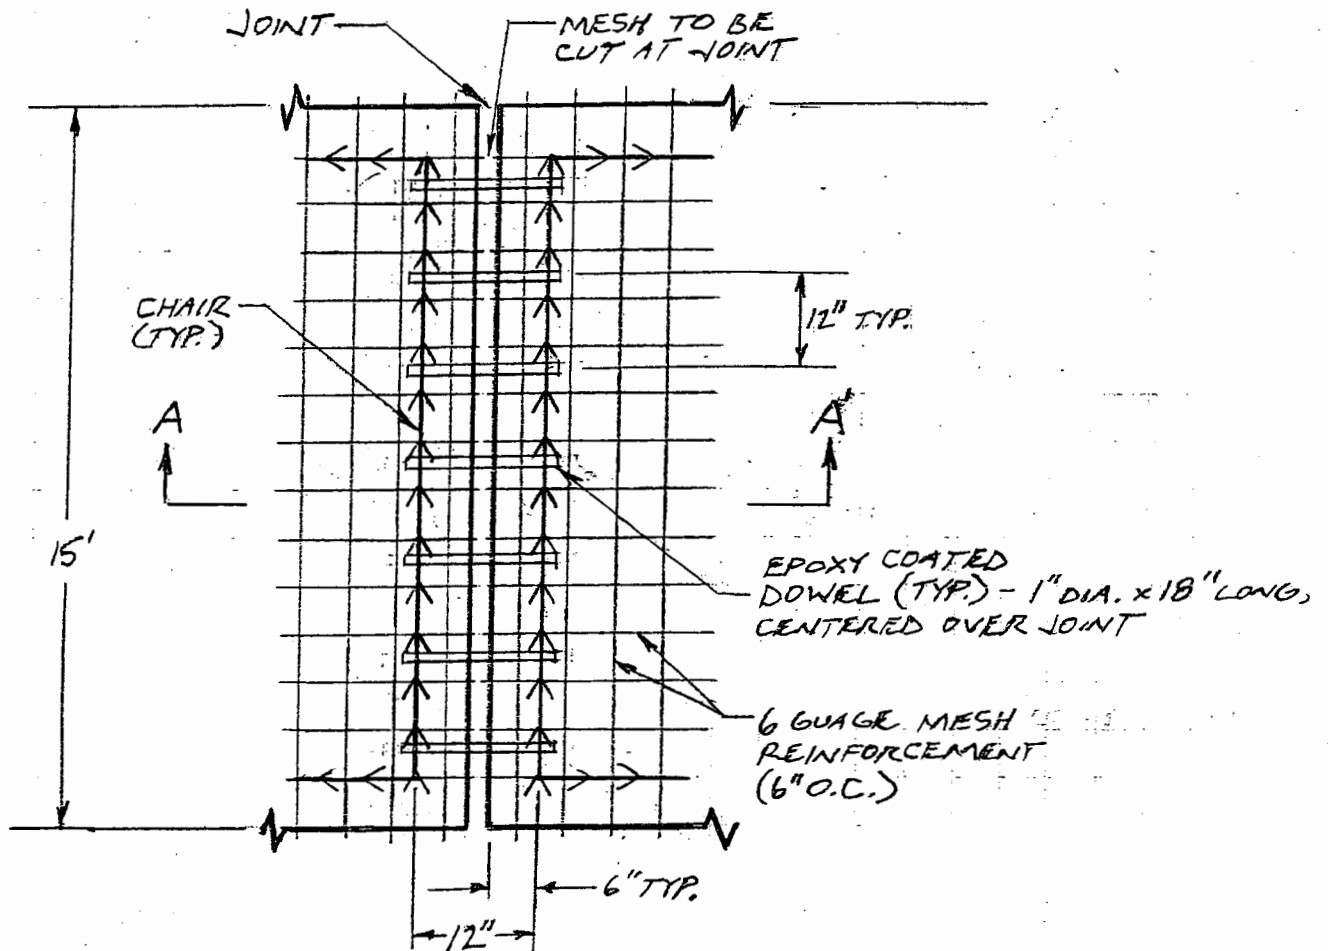 JOINT
MESH TO BE
CUT AT JOINT
CHAIR
(TYP.)
12" TYP.
A
A'
15'
EPOXY COATED
DOWEL (TYP.) - 1" DIA. x 18" LONG,
CENTERED OVER JOINT
6 GUAGE MESH
REINFORCEMENT
(6" O.C.)
6" TYP.
12"